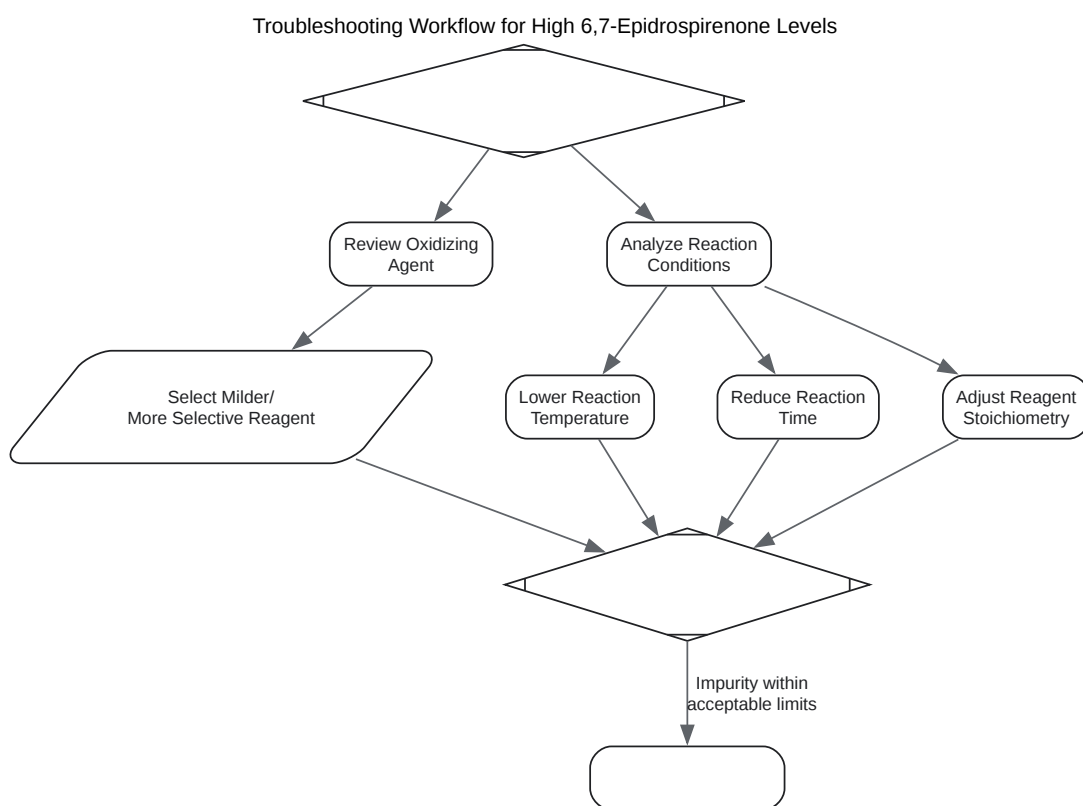 Troubleshooting Workflow for High 6,7-Epidrospirenone Levels
Review Oxidizing
Agent
Analyze Reaction
Conditions
Select Milder/
More Selective Reagent
Lower Reaction
Temperature
Reduce Reaction
Time
Adjust Reagent
Stoichiometry
Impurity within
acceptable limits